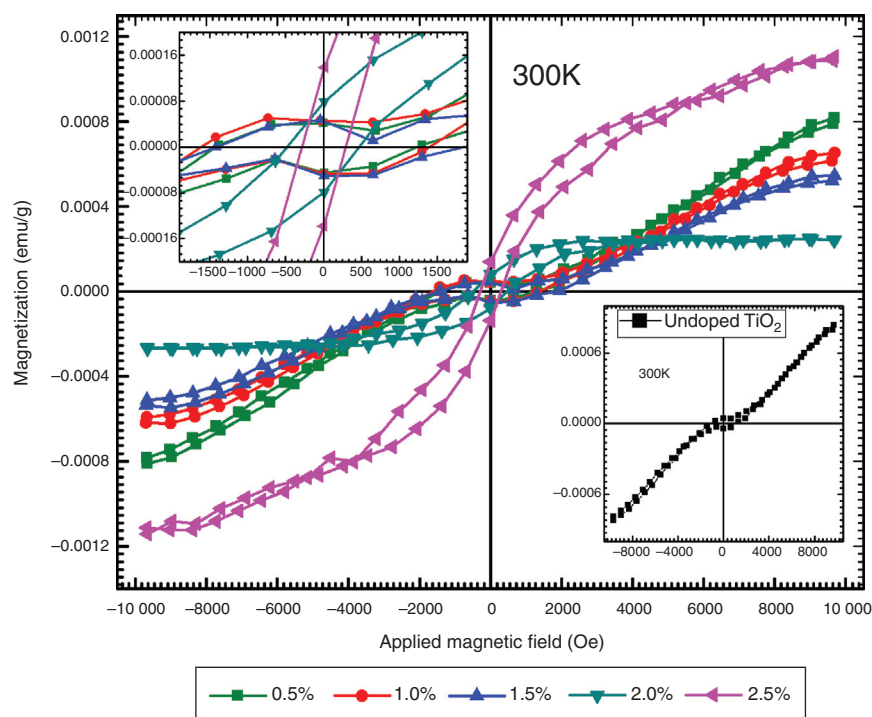 0.0012
0.0008
0.0004
0.0000
−0.0004
−0.0008
−0.0012
Magnetization (emu/g)
0.00016
0.00008
0.00000
−0.00008
−0.00016
−1500 −1000 −500 0 500 1000 1500
300K
Undoped TiO₂
300K
0.0006
0.0000
−0.0006
−8000 −4000 0 4000 8000
−10 000 −8000 −6000 −4000 −2000 0 2000 4000 6000 8000 10 000
Applied magnetic field (Oe)
0.5% 1.0% 1.5% 2.0% 2.5%